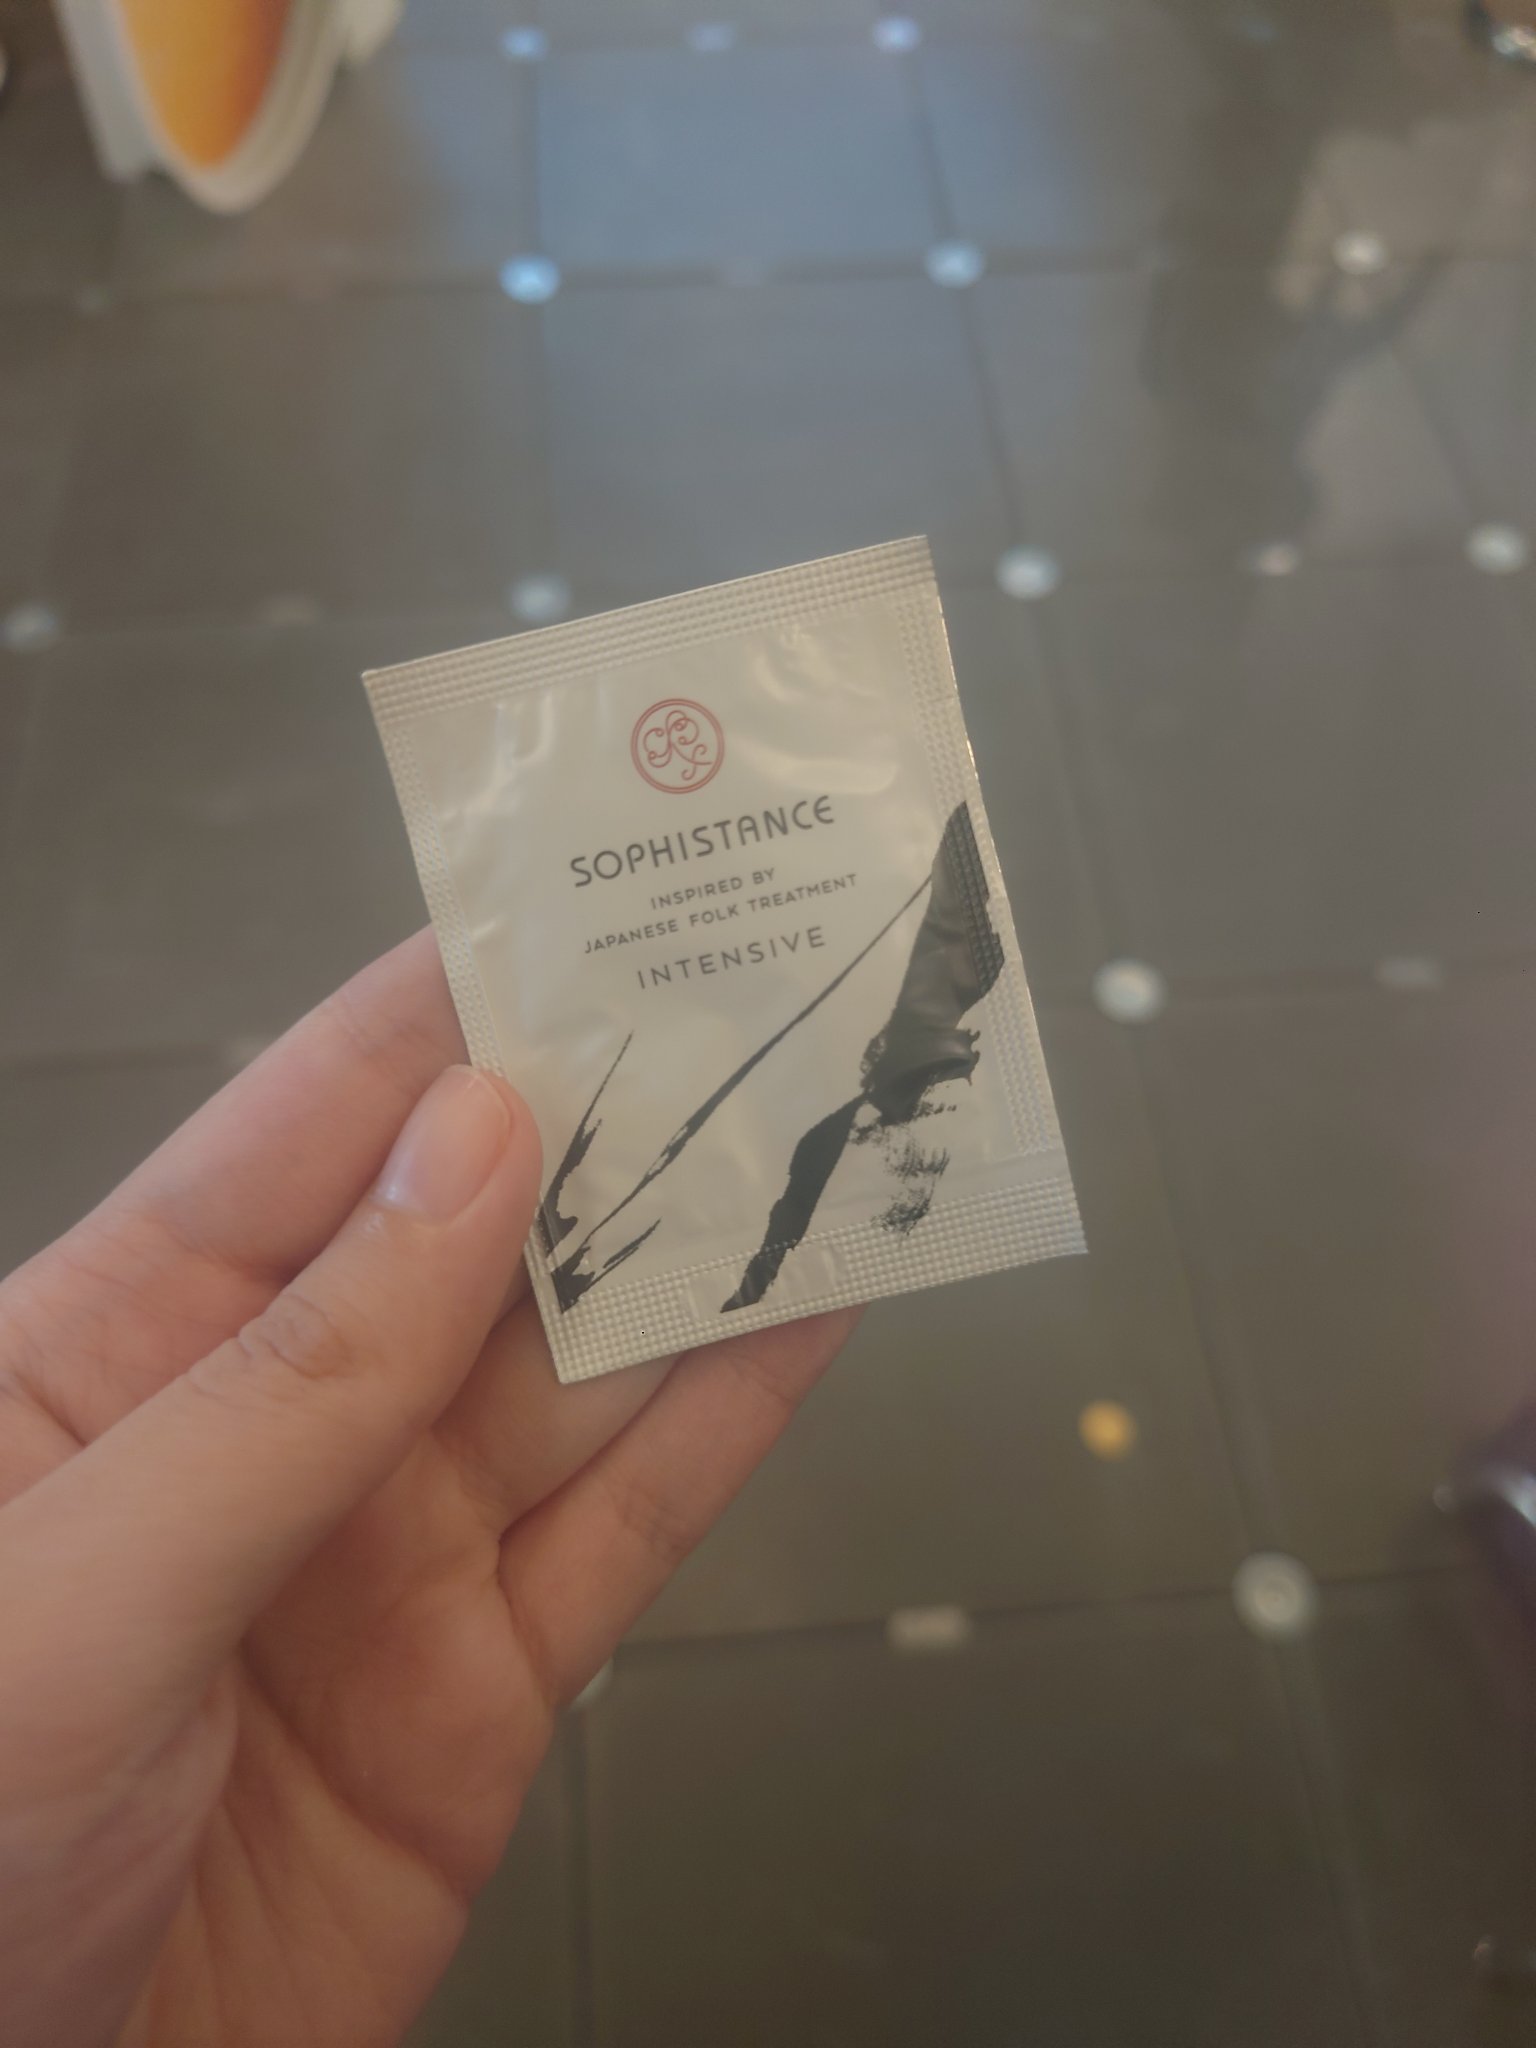 SOPHISTANCE
INSPIRED BY
JAPANESE FOLK TREATMENT
INTENSIVE